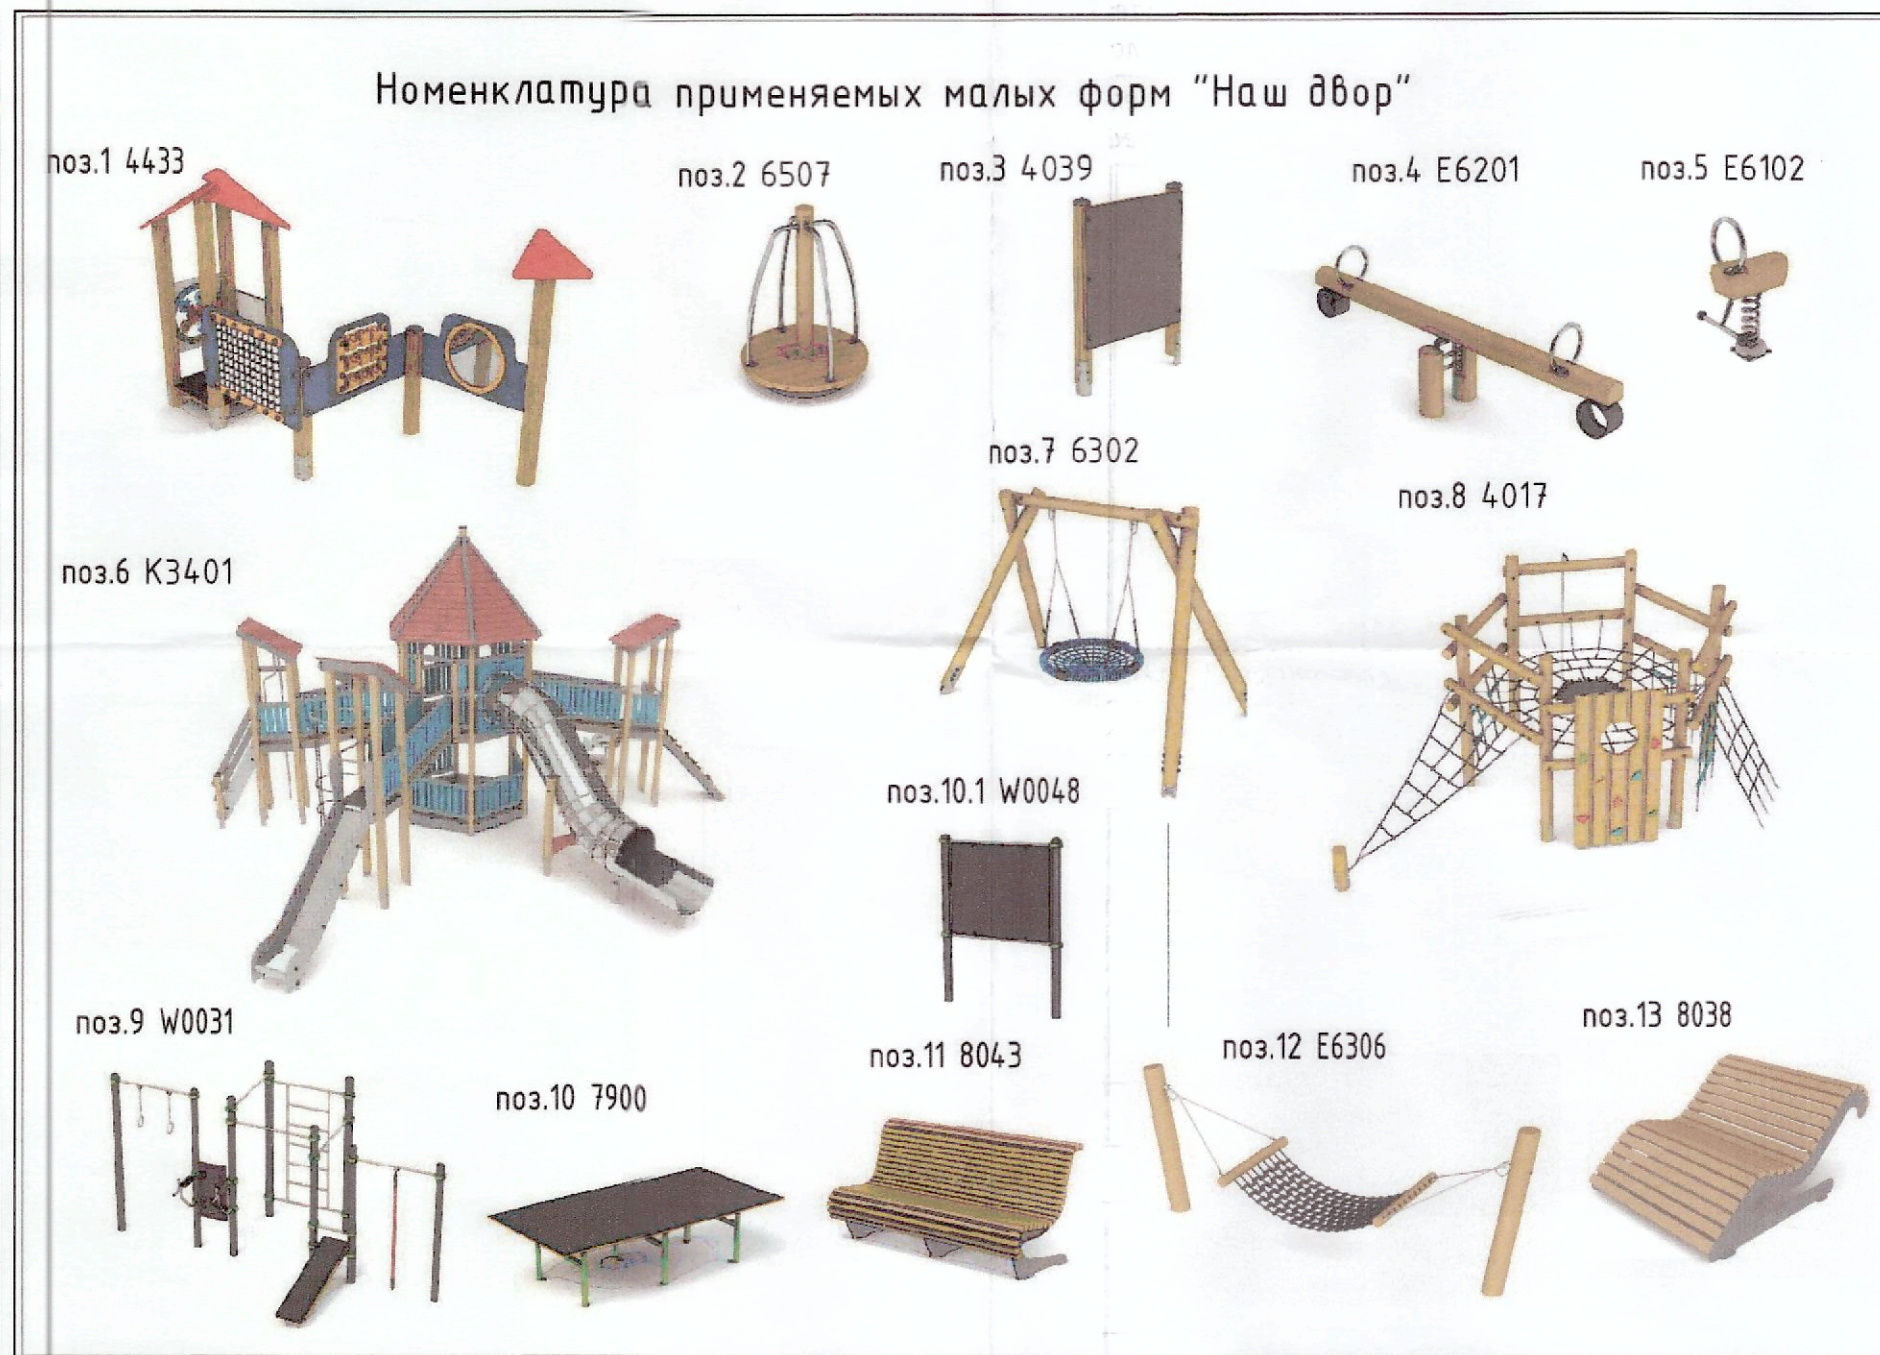 Номенклатура применяемых малых форм "Наш двор"
поз.1 4433
поз.2 6507
поз.3 4039
поз.4 E6201
поз.5 E6102
поз.6 K3401
поз.7 6302
поз.8 4017
поз.9 W0031
поз.10 7900
поз.10.1 W0048
поз.11 8043
поз.12 E6306
поз.13 8038